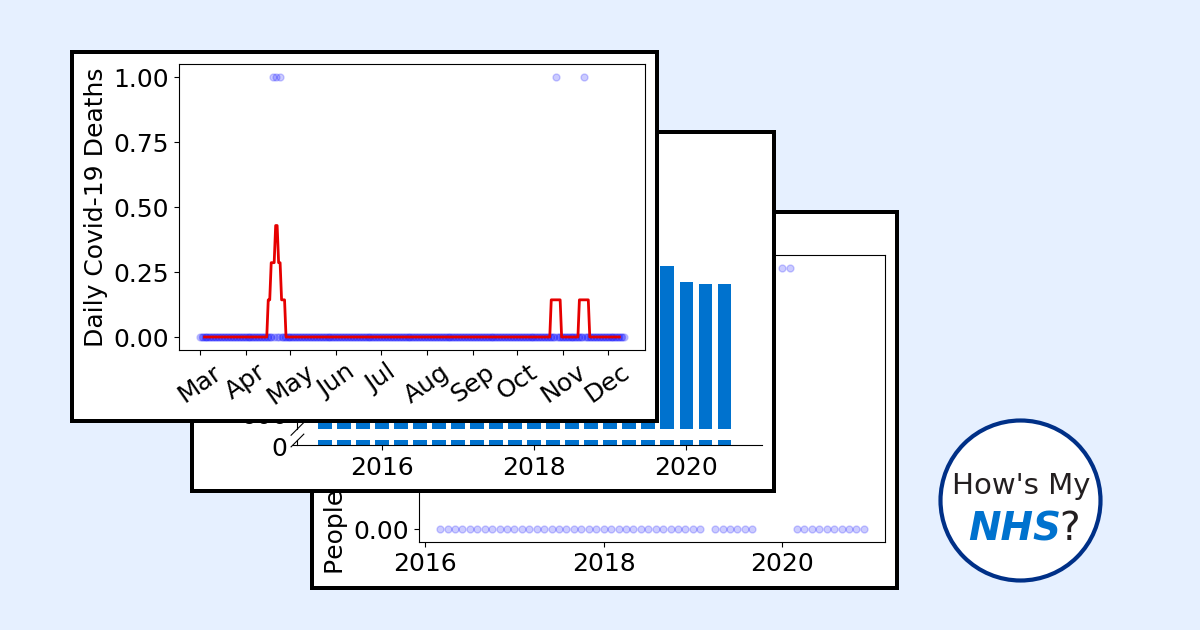 Daily Covid-19 Deaths
1.00
0.75
0.50
0.25
0.00
Mar
Apr
May
Jun
Jul
Aug
Sep
Oct
Nov
Dec
0
2016
2018
2020
People
0.00
2016
2018
2020
How's My
NHS?